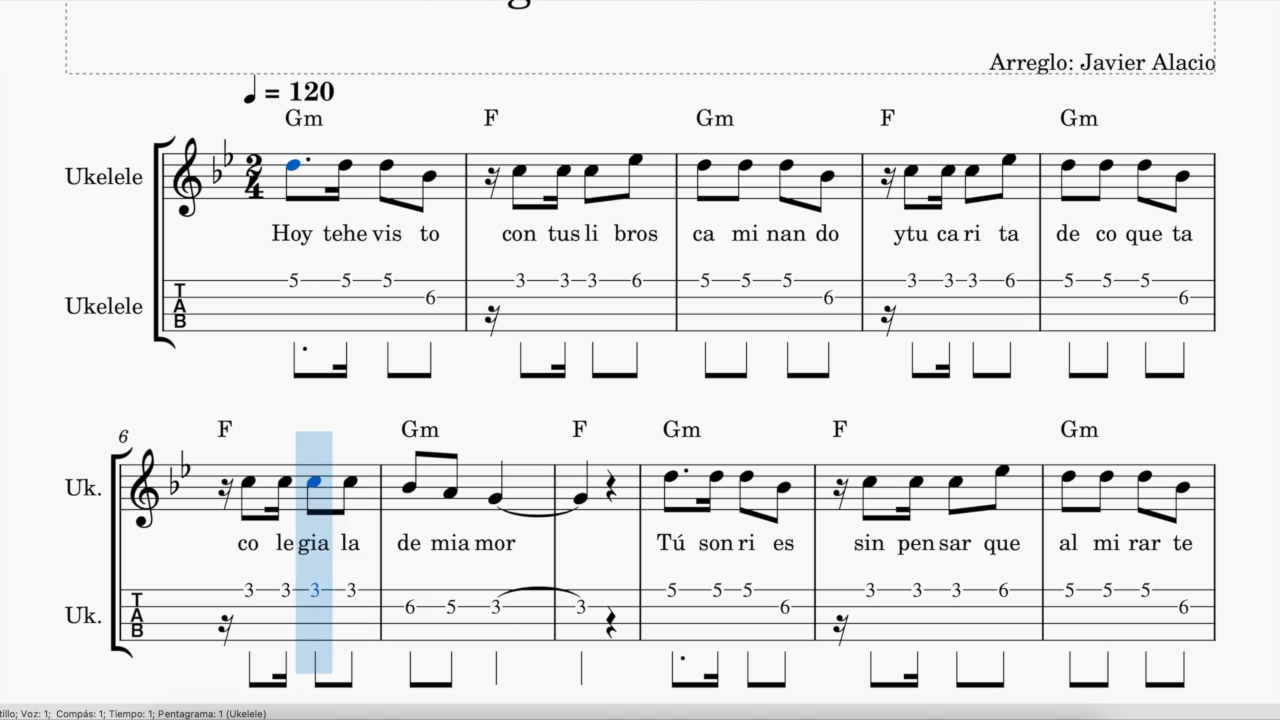 Arreglo: Javier Alacio
= 120
Gm F Gm F Gm
Ukelele
2
4
Hoy tehe vis to con tus li bros ca mi nan do ytu ca ri ta de co que ta
Ukelele
T
A
B
5 5 5 6 3 3 3 6 5 5 5 6 3 3 3 6 5 5 5 6
6
F Gm F Gm F Gm
Uk.
co le gia la de mia mor Tú son ri es sin pen sar que al mi rar te
Uk.
T
A
B
3 3 3 3 6 5 3 3 5 5 5 6 3 3 3 6 5 5 5 6
tillo; Voz: 1; Compás: 1; Tiempo: 1; Pentagrama: 1 (Ukelele)